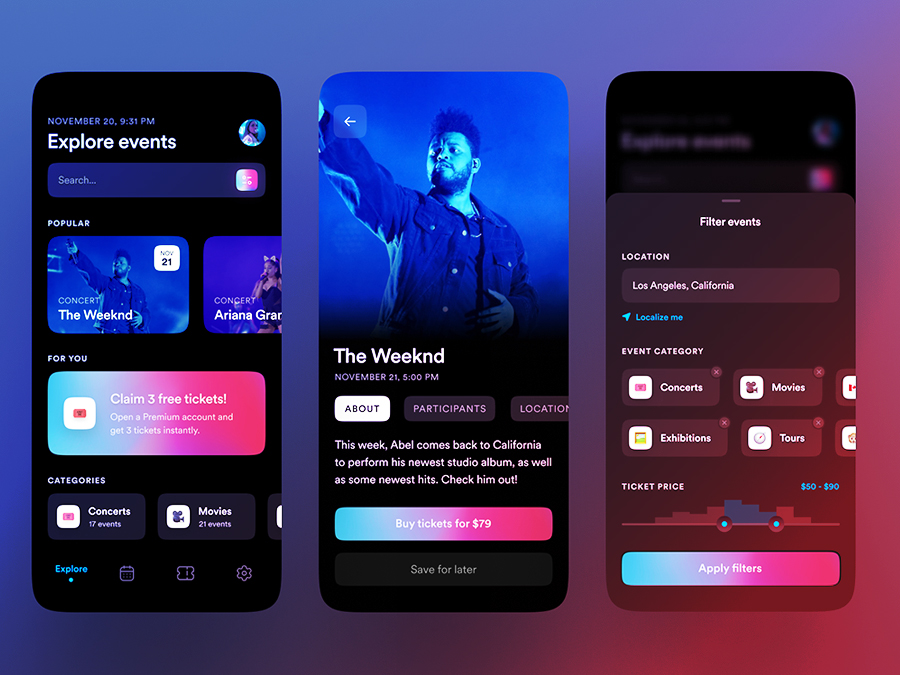 NOVEMBER 20, 9:31 PM
Explore events
Search...
POPULAR
NOV
21
CONCERT
The Weeknd
CONCERT
Ariana Gran
FOR YOU
Claim 3 free tickets!
Open a Premium account and
get 3 tickets instantly.
CATEGORIES
Concerts
17 events
Movies
21 events
Explore
The Weeknd
NOVEMBER 21, 5:00 PM
ABOUT
PARTICIPANTS
LOCATION
This week, Abel comes back to California
to perform his newest studio album, as well
as some newest hits. Check him out!
Buy tickets for $79
Save for later
Explore events
Filter events
LOCATION
Los Angeles, California
Localize me
EVENT CATEGORY
Concerts
Movies
Exhibitions
Tours
TICKET PRICE
$50 - $90
Apply filters